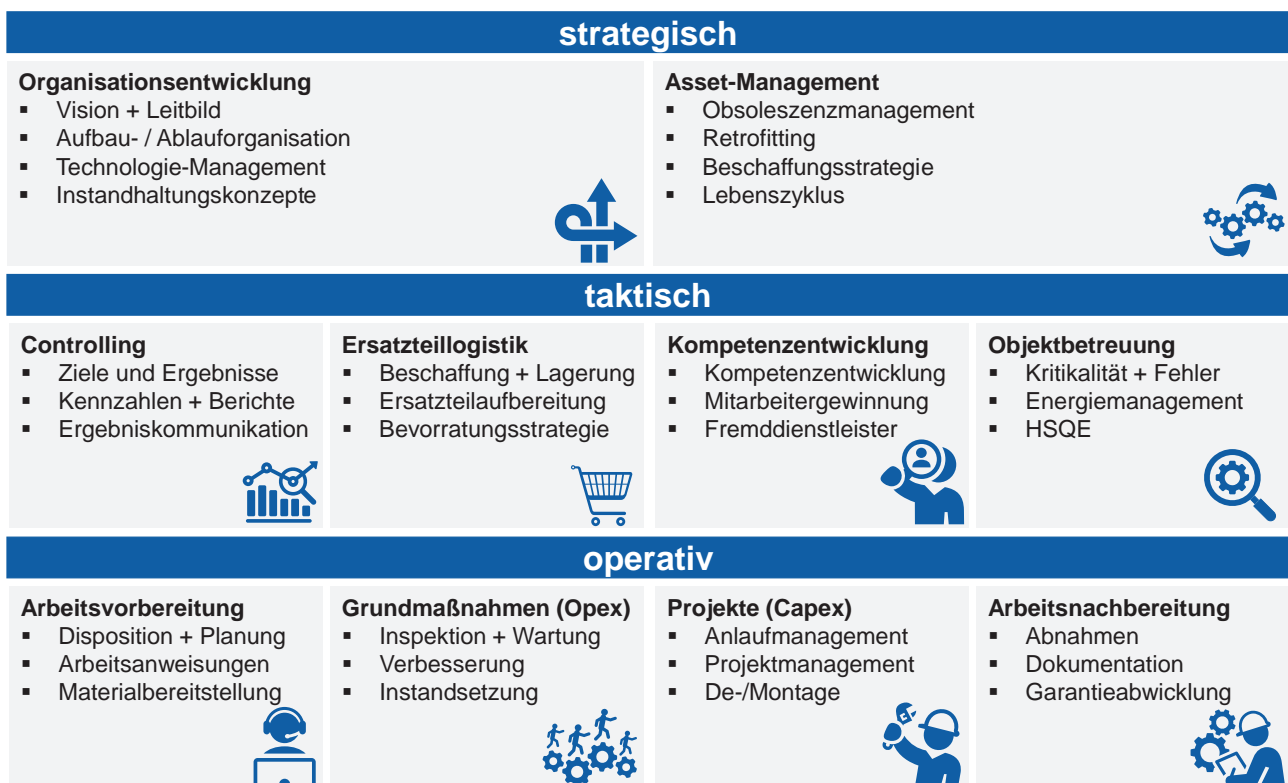 strategisch
Organisationsentwicklung
▪ Vision + Leitbild
▪ Aufbau- / Ablauforganisation
▪ Technologie-Management
▪ Instandhaltungskonzepte
Asset-Management
▪ Obsoleszenzmanagement
▪ Retrofitting
▪ Beschaffungsstrategie
▪ Lebenszyklus
taktisch
Controlling
▪ Ziele und Ergebnisse
▪ Kennzahlen + Berichte
▪ Ergebniskommunikation
Ersatzteillogistik
▪ Beschaffung + Lagerung
▪ Ersatzteilaufbereitung
▪ Bevorratungsstrategie
Kompetenzentwicklung
▪ Kompetenzentwicklung
▪ Mitarbeitergewinnung
▪ Fremddienstleister
Objektbetreuung
▪ Kritikalität + Fehler
▪ Energiemanagement
▪ HSQE
operativ
Arbeitsvorbereitung
▪ Disposition + Planung
▪ Arbeitsanweisungen
▪ Materialbereitstellung
Grundmaßnahmen (Opex)
▪ Inspektion + Wartung
▪ Verbesserung
▪ Instandsetzung
Projekte (Capex)
▪ Anlaufmanagement
▪ Projektmanagement
▪ De-/Montage
Arbeitsnachbereitung
▪ Abnahmen
▪ Dokumentation
▪ Garantieabwicklung